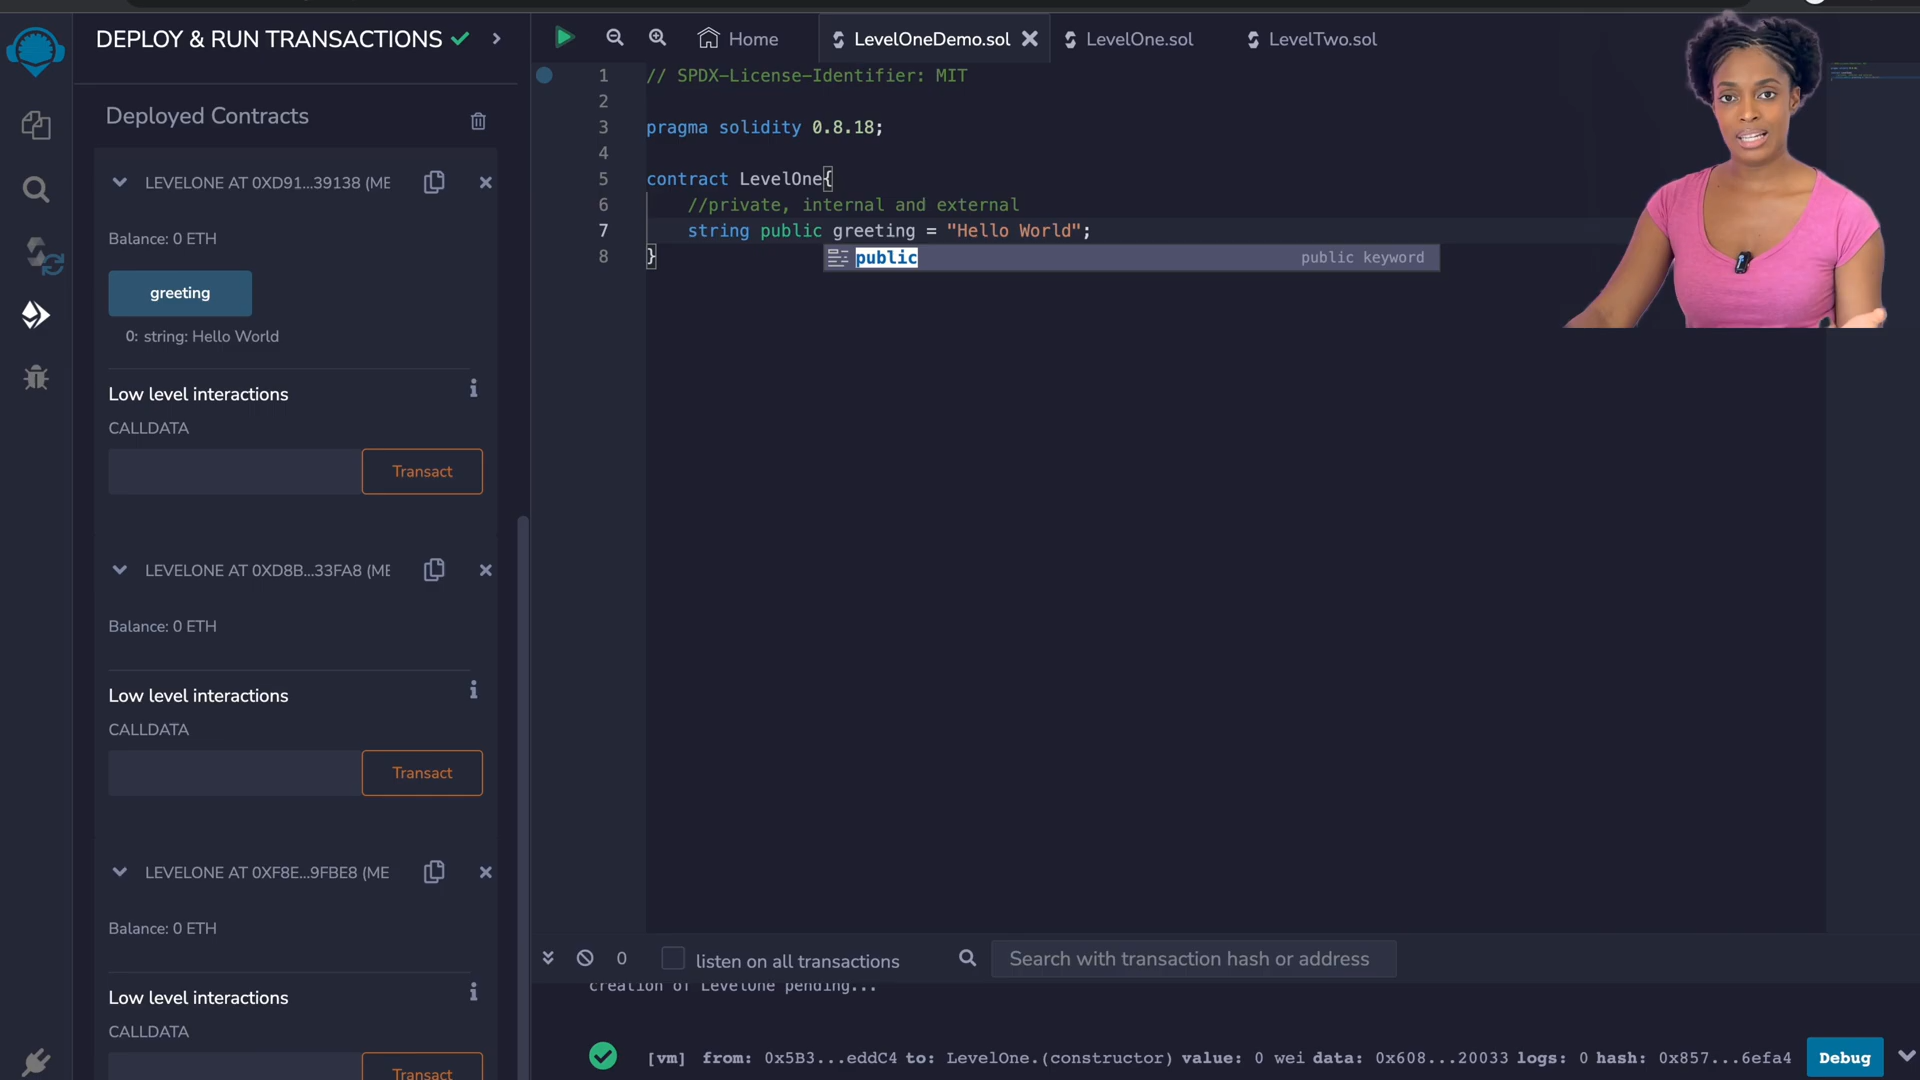 DEPLOY & RUN TRANSACTIONS
Home
LevelOneDemo.sol
LevelOne.sol
LevelTwo.sol
Deployed Contracts
LEVELONE AT 0XD91...39138 (ME
Balance: 0 ETH
greeting
0: string: Hello World
Low level interactions
CALLDATA
Transact
LEVELONE AT 0XD8B...33FA8 (ME
Balance: 0 ETH
Low level interactions
CALLDATA
Transact
LEVELONE AT 0XF8E...9FBE8 (ME
Balance: 0 ETH
Low level interactions
CALLDATA
Transact
1 // SPDX-License-Identifier: MIT
2
3 pragma solidity 0.8.18;
4
5 contract LevelOne{
6 //private, internal and external
7 string public greeting = "Hello World";
8 }
public public keyword
0 listen on all transactions Search with transaction hash or address
creation of LevelOne pending...
[vm] from: 0x5B3...eddC4 to: LevelOne.(constructor) value: 0 wei data: 0x608...20033 logs: 0 hash: 0x857...6efa4 Debug